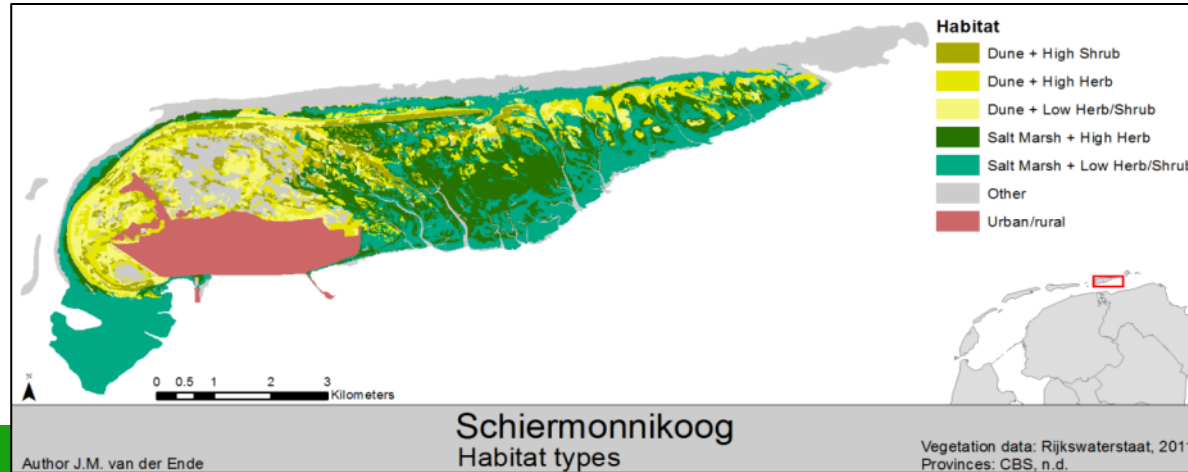 Habitat
Dune + High Shrub
Dune + High Herb
Dune + Low Herb/Shrub
Salt Marsh + High Herb
Salt Marsh + Low Herb/Shrub
Other
Urban/rural
N
0 0.5 1 2 3
Kilometers
Schiermonnikoog
Habitat types
Author J.M. van der Ende
Vegetation data: Rijkswaterstaat, 2011
Provinces: CBS, n.d.